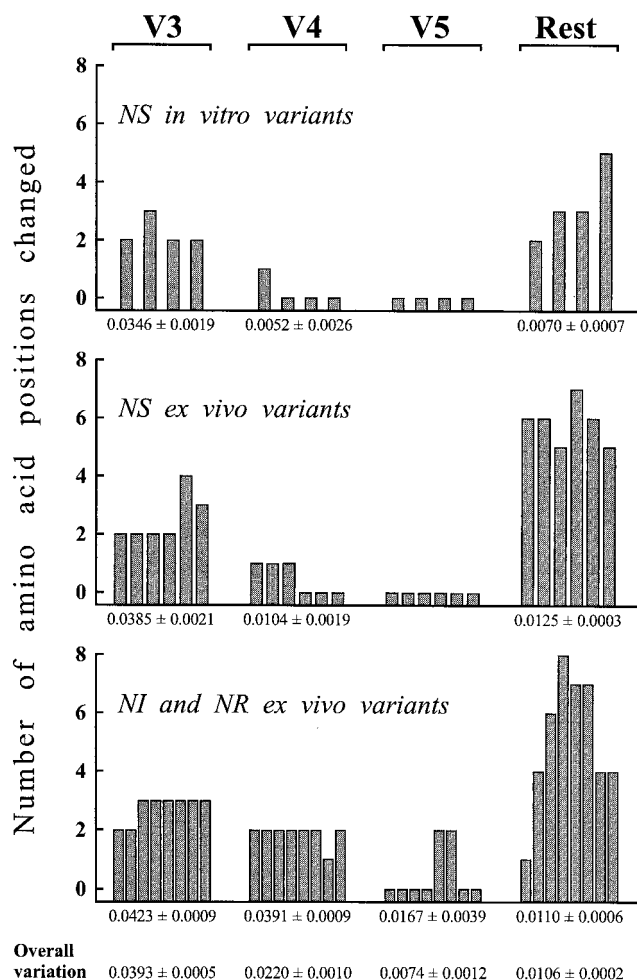 V3 V4 V5 Rest
Number of amino acid positions changed
8
6
4
2
0
NS in vitro variants
0.0346 ± 0.0019 0.0052 ± 0.0026 0.0070 ± 0.0007
8
6
4
2
0
NS ex vivo variants
0.0385 ± 0.0021 0.0104 ± 0.0019 0.0125 ± 0.0003
8
6
4
2
0
NI and NR ex vivo variants
0.0423 ± 0.0009 0.0391 ± 0.0009 0.0167 ± 0.0039 0.0110 ± 0.0006
Overall
variation 0.0393 ± 0.0005 0.0220 ± 0.0010 0.0074 ± 0.0012 0.0106 ± 0.0002